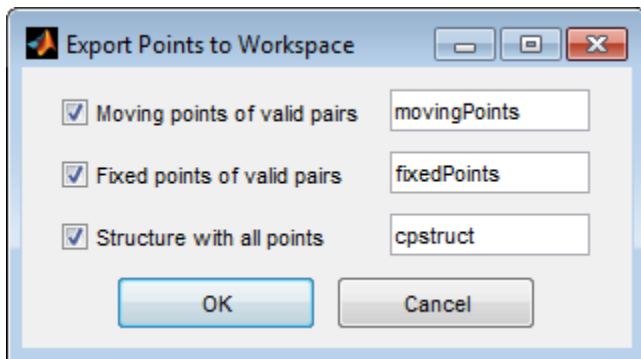 Export Points to Workspace
Moving points of valid pairs movingPoints
Fixed points of valid pairs fixedPoints
Structure with all points cpstruct
OK Cancel